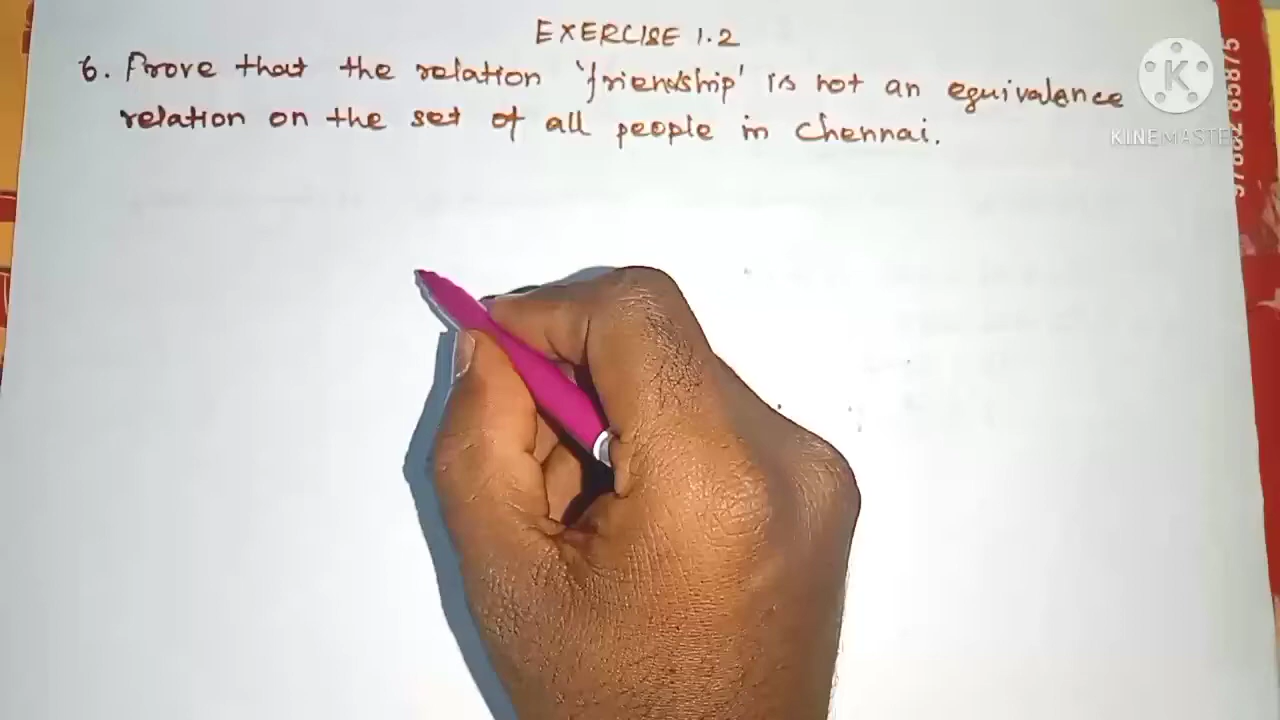 EXERCISE 1.2
6. Prove that the relation 'friendship' is not an equivalence
relation on the set of all people in Chennai.
K
KINEMASTER